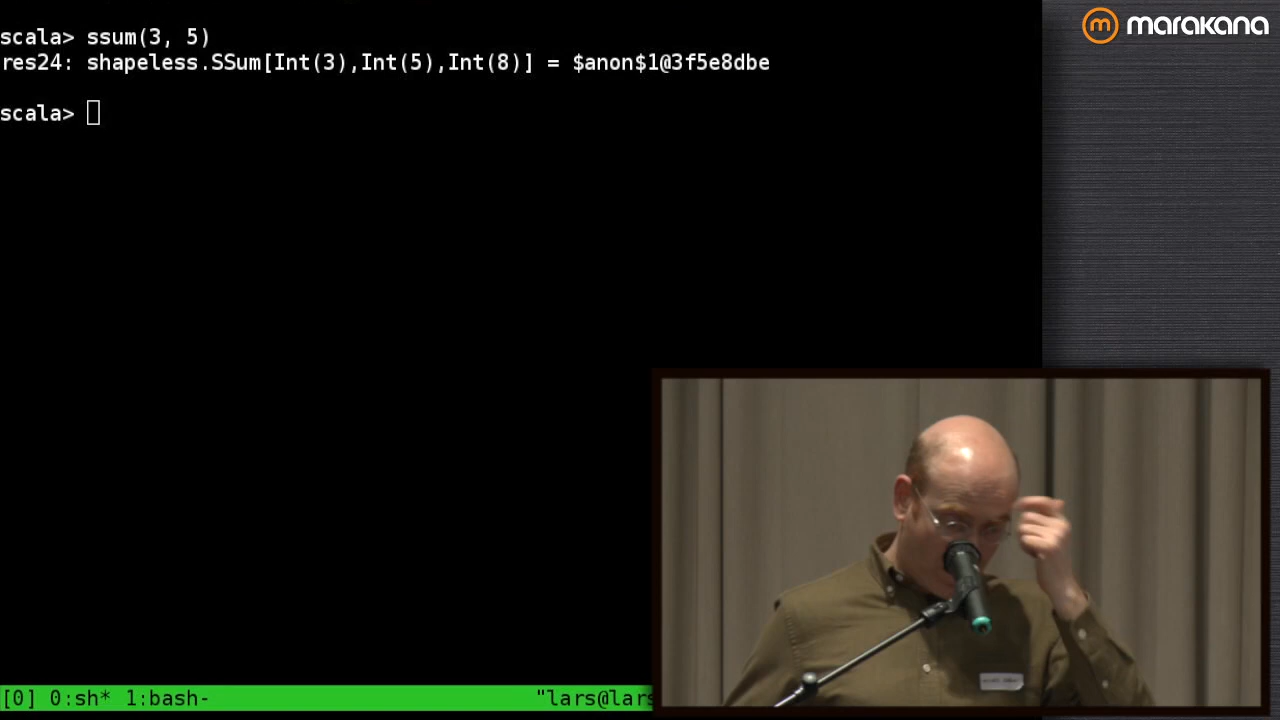 scala> ssum(3, 5)
res24: shapeless.SSum[Int(3),Int(5),Int(8)] = $anon$1@3f5e8dbe
scala>
marakana
[0] 0:sh* 1:bash-
"lars@lars